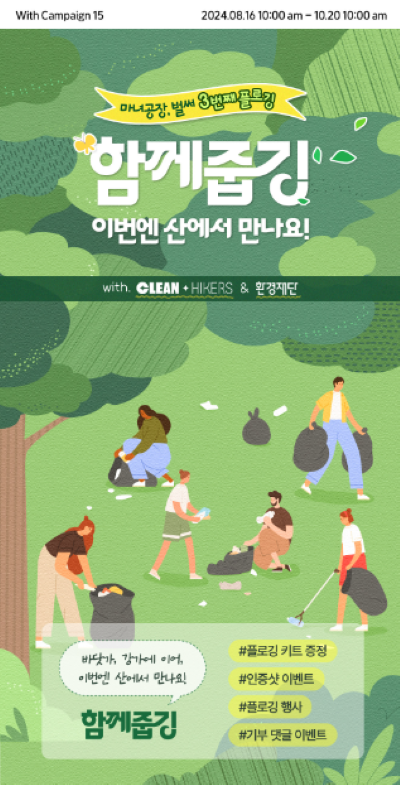 With Campaign 15
2024.08.16 10:00 am – 10.20 10:00 am
마녀공장, 벌써 3번째 플로깅
함께줍깅
이번엔 산에서 만나요!
with. CLEAN + HIKERS & 환경재단
바닷가, 강가에 이어,
이번엔 산에서 만나요!
함께줍깅
#플로깅 키트 증정
#인증샷 이벤트
#플로깅 행사
#기부 댓글 이벤트